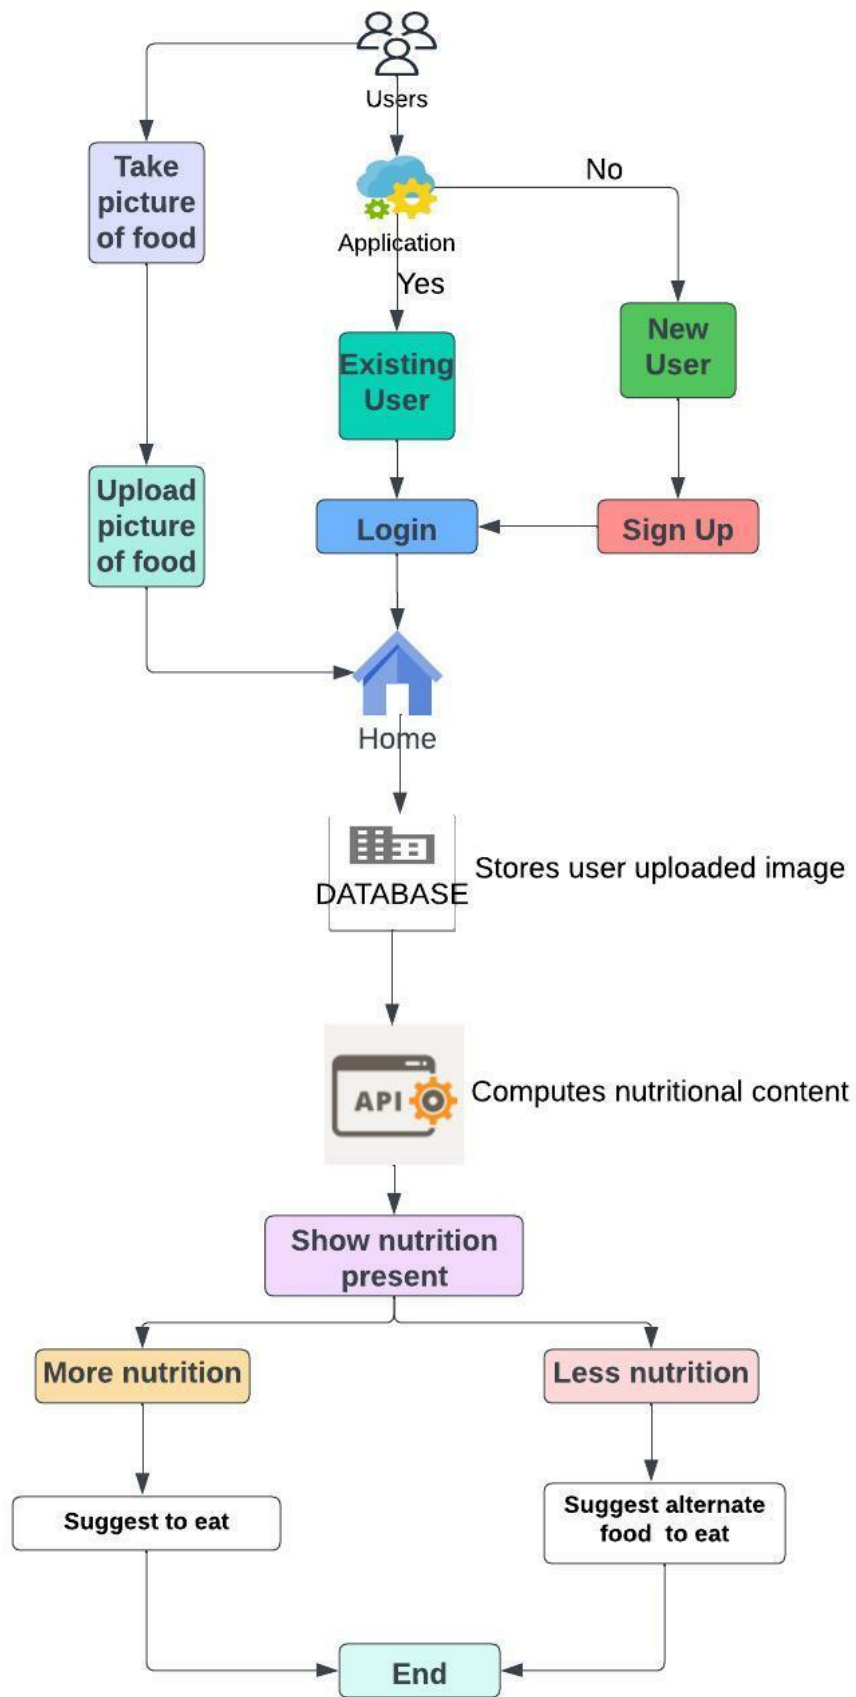 Users
Take
picture
of food
No
Application
Yes
Existing
User
New
User
Upload
picture
of food
Login
Sign Up
Home
DATABASE
Stores user uploaded image
API
Computes nutritional content
Show nutrition
present
More nutrition
Less nutrition
Suggest to eat
Suggest alternate
food to eat
End